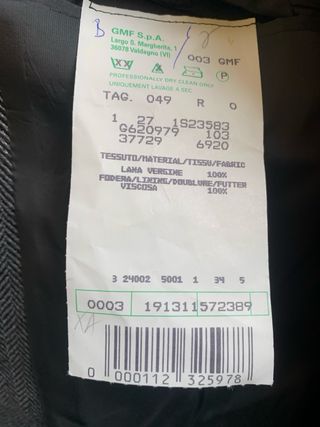 B
GMF S.p.A.
Largo S. Margherita, 1
36078 Valdagno (VI)
003 GMF
P
PROFESSIONALLY DRY CLEAN ONLY
UNIQUEMENT LAVAGE A SEC
TAG. 049 R 0
1 27 1S23583
G620979 103
37729 6920
TESSUTO/MATERIAL/TISSU/FABRIC
LANA VERGINE 100%
FODERA/LINING/DOUBLURE/FUTTER
VISCOSA 100%
3 24002 5001 1 34 5
0003 191311572389
XA
0 000112 325978